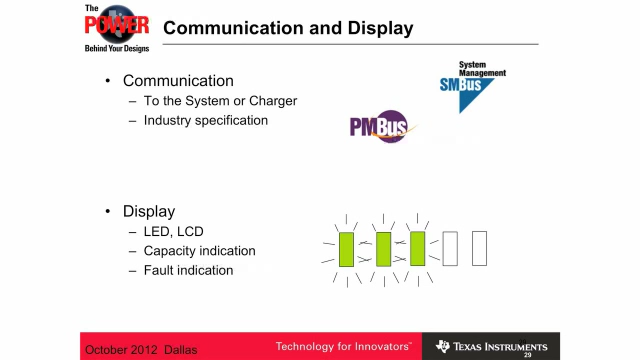 The
POWER
Behind Your Designs
Communication and Display
• Communication
– To the System or Charger
– Industry specification
System
Management
SMBus
PMBus
• Display
– LED, LCD
– Capacity indication
– Fault indication
October 2012 Dallas
Technology for Innovators™
TEXAS INSTRUMENTS
29